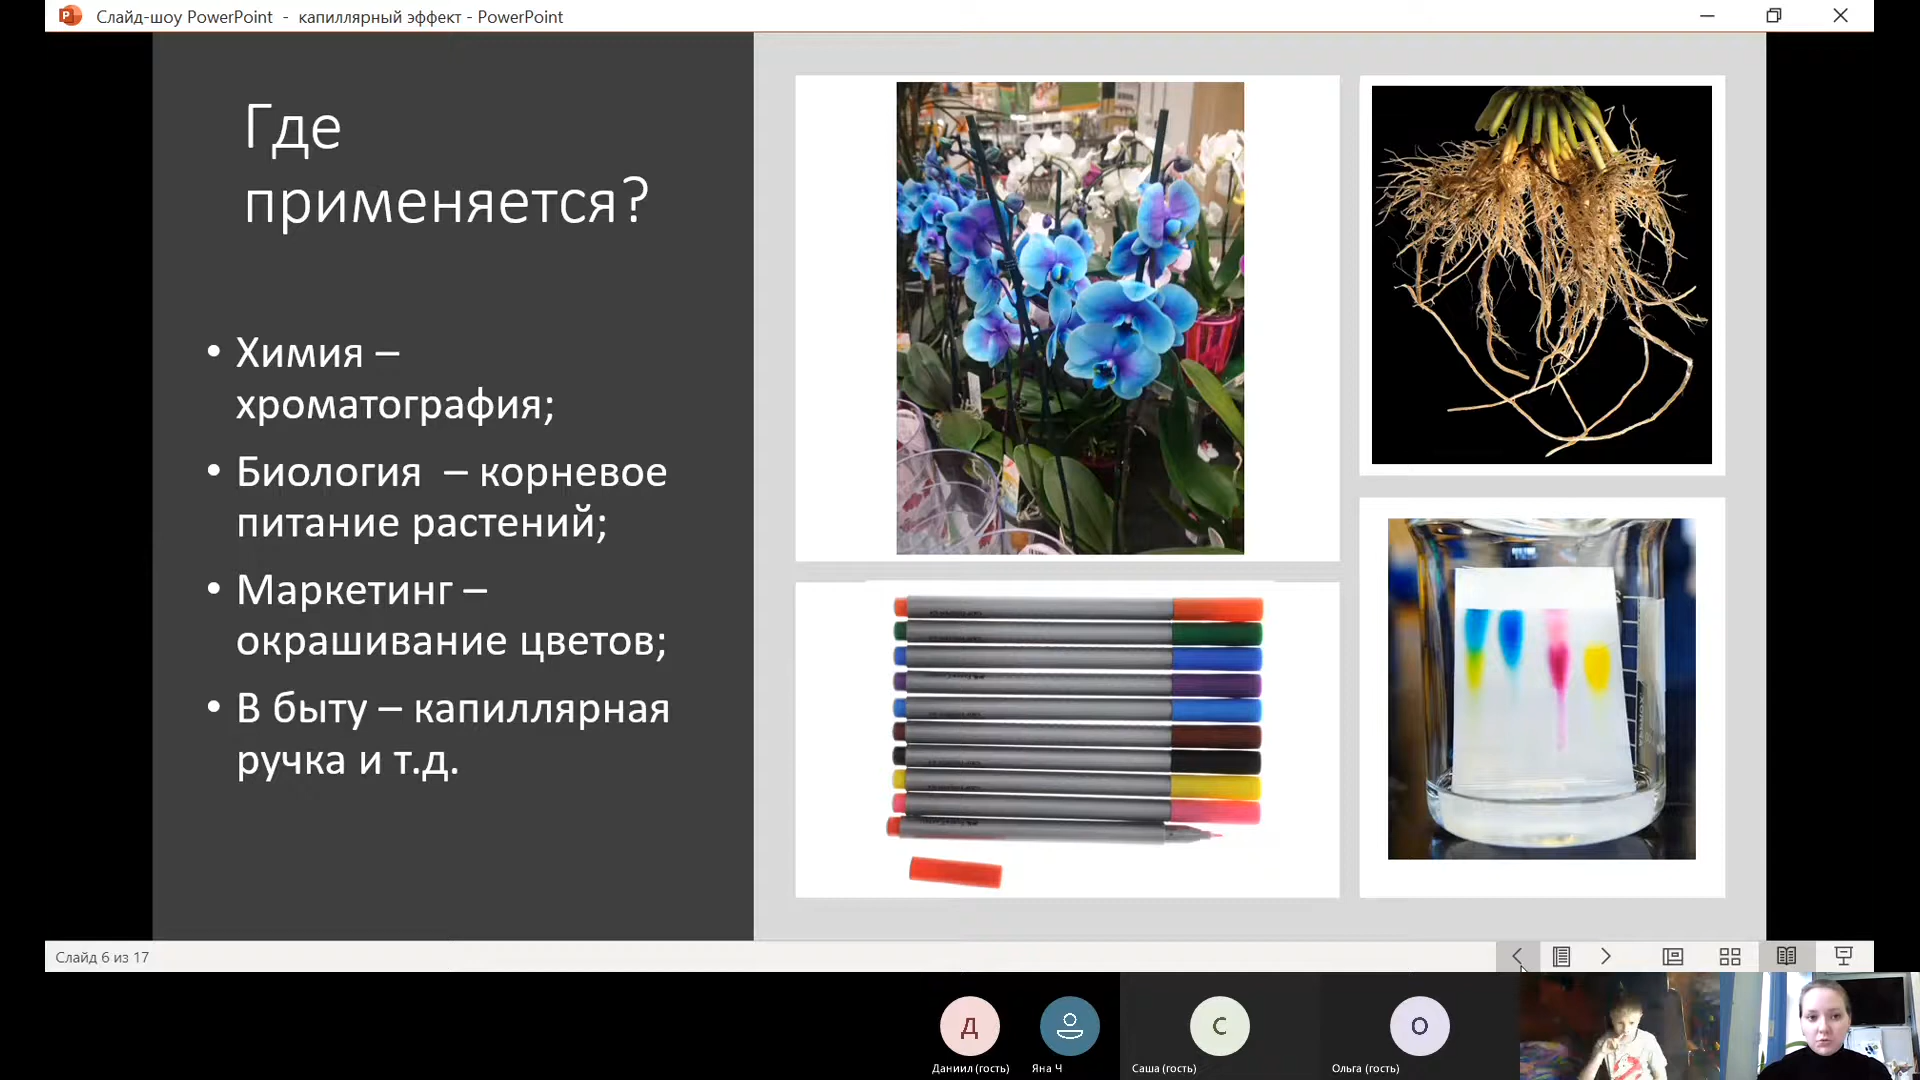 Слайд-шоу PowerPoint - капиллярный эффект - PowerPoint
Где
применяется?
• Химия –
хроматография;
• Биология – корневое
питание растений;
• Маркетинг –
окрашивание цветов;
• В быту – капиллярная
ручка и т.д.
Слайд 6 из 17
Д
С
О
Даниил (гость)
Яна Ч
Саша (гость)
Ольга (гость)